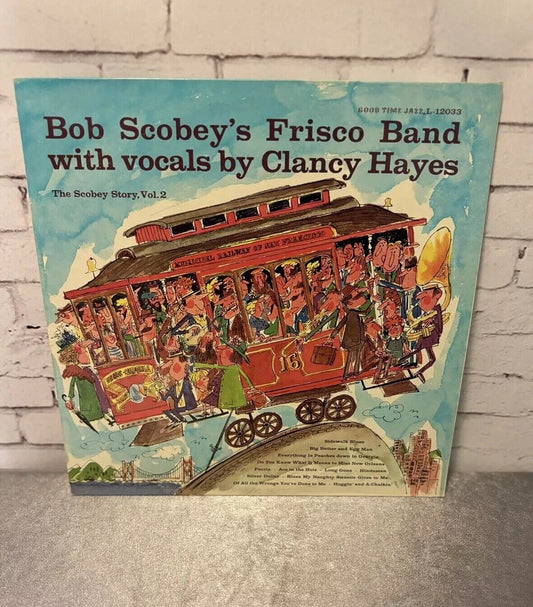 GOOD TIME JAZZ, L-12033
Bob Scobey's Frisco Band
with vocals by Clancy Hayes
The Scobey Story, Vol. 2
MUNICIPAL RAILWAY OF SAN FRANCISCO
16
Sidewalk Blues
Big Butter and Egg Man
Everything Is Peaches down in Georgia
Do You Know What It Means to Miss New Orleans
Pearls · Ace in the Hole · Long Gone · Hindustan
Silver Dollar · Blues My Naughty Sweetie Gives to Me
Of All the Wrongs You've Done to Me · Huggin' and A-Chalkin'